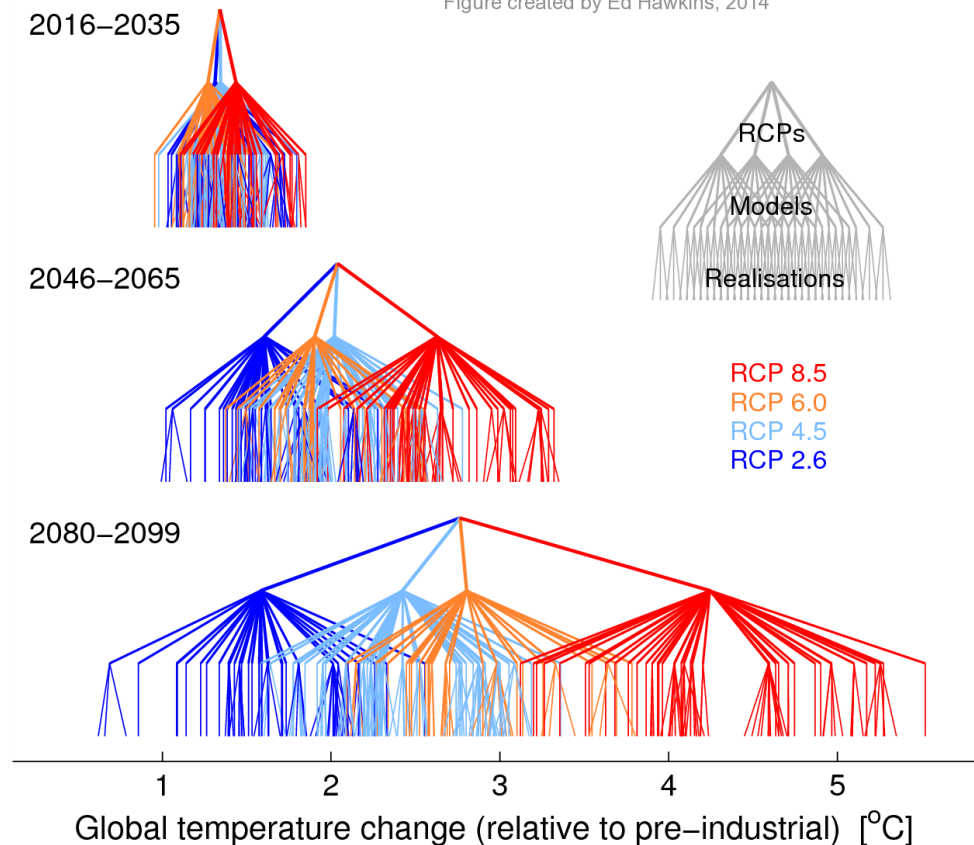 Figure created by Ed Hawkins, 2014
2016−2035
RCPs
Models
Realisations
2046−2065
RCP 8.5
RCP 6.0
RCP 4.5
RCP 2.6
2080−2099
1 2 3 4 5
Global temperature change (relative to pre−industrial) [°C]